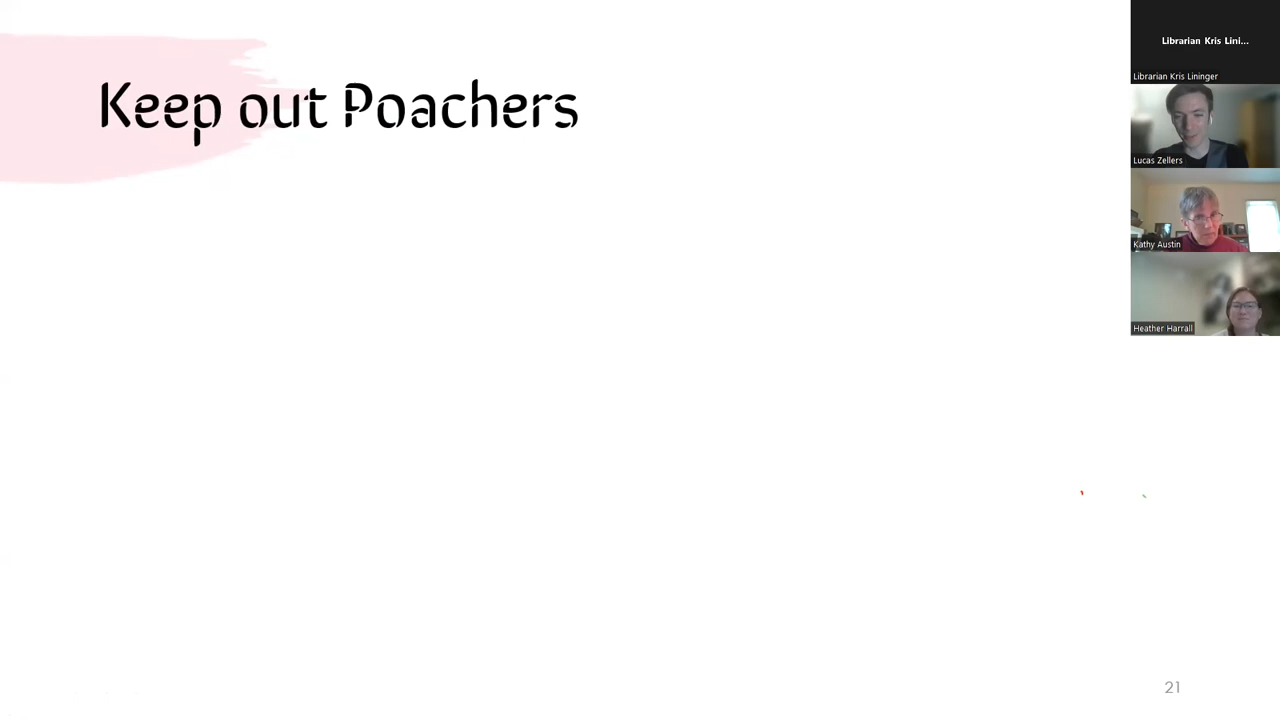 Keep out Poachers
Librarian Kris Lini...
Librarian Kris Lininger
Lucas Zellers
Kathy Austin
Heather Harrall
21